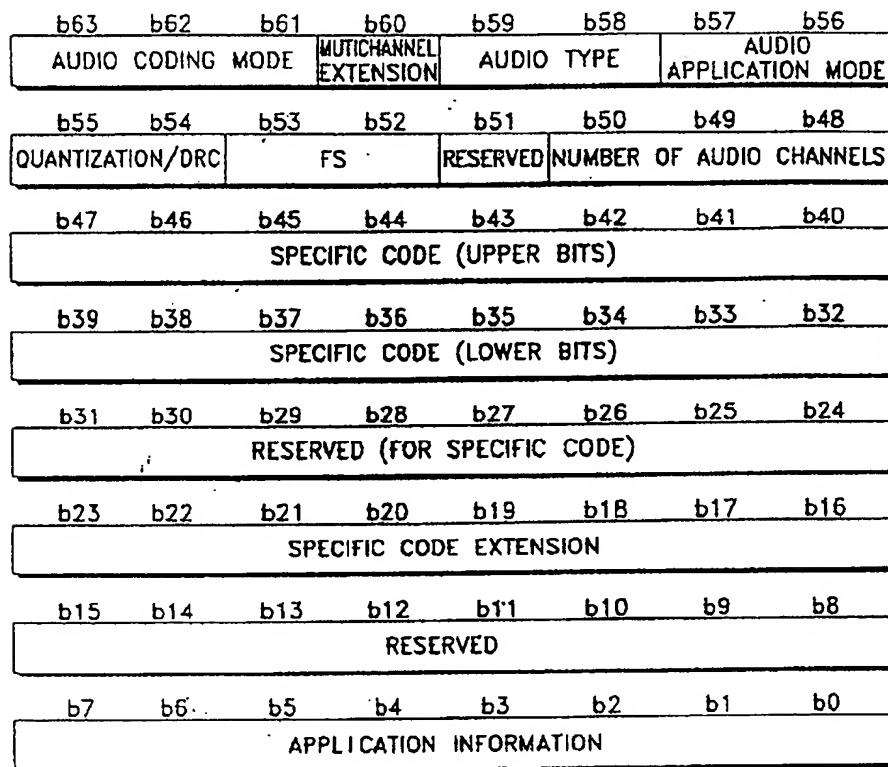 b63 b62 b61 b60 b59 b58 b57 b56
AUDIO CODING MODE MUTICHANNEL EXTENSION AUDIO TYPE AUDIO APPLICATION MODE
b55 b54 b53 b52 b51 b50 b49 b48
QUANTIZATION/DRC FS RESERVED NUMBER OF AUDIO CHANNELS
b47 b46 b45 b44 b43 b42 b41 b40
SPECIFIC CODE (UPPER BITS)
b39 b38 b37 b36 b35 b34 b33 b32
SPECIFIC CODE (LOWER BITS)
b31 b30 b29 b28 b27 b26 b25 b24
RESERVED (FOR SPECIFIC CODE)
b23 b22 b21 b20 b19 b18 b17 b16
SPECIFIC CODE EXTENSION
b15 b14 b13 b12 b11 b10 b9 b8
RESERVED
b7 b6 b5 b4 b3 b2 b1 b0
APPLICATION INFORMATION